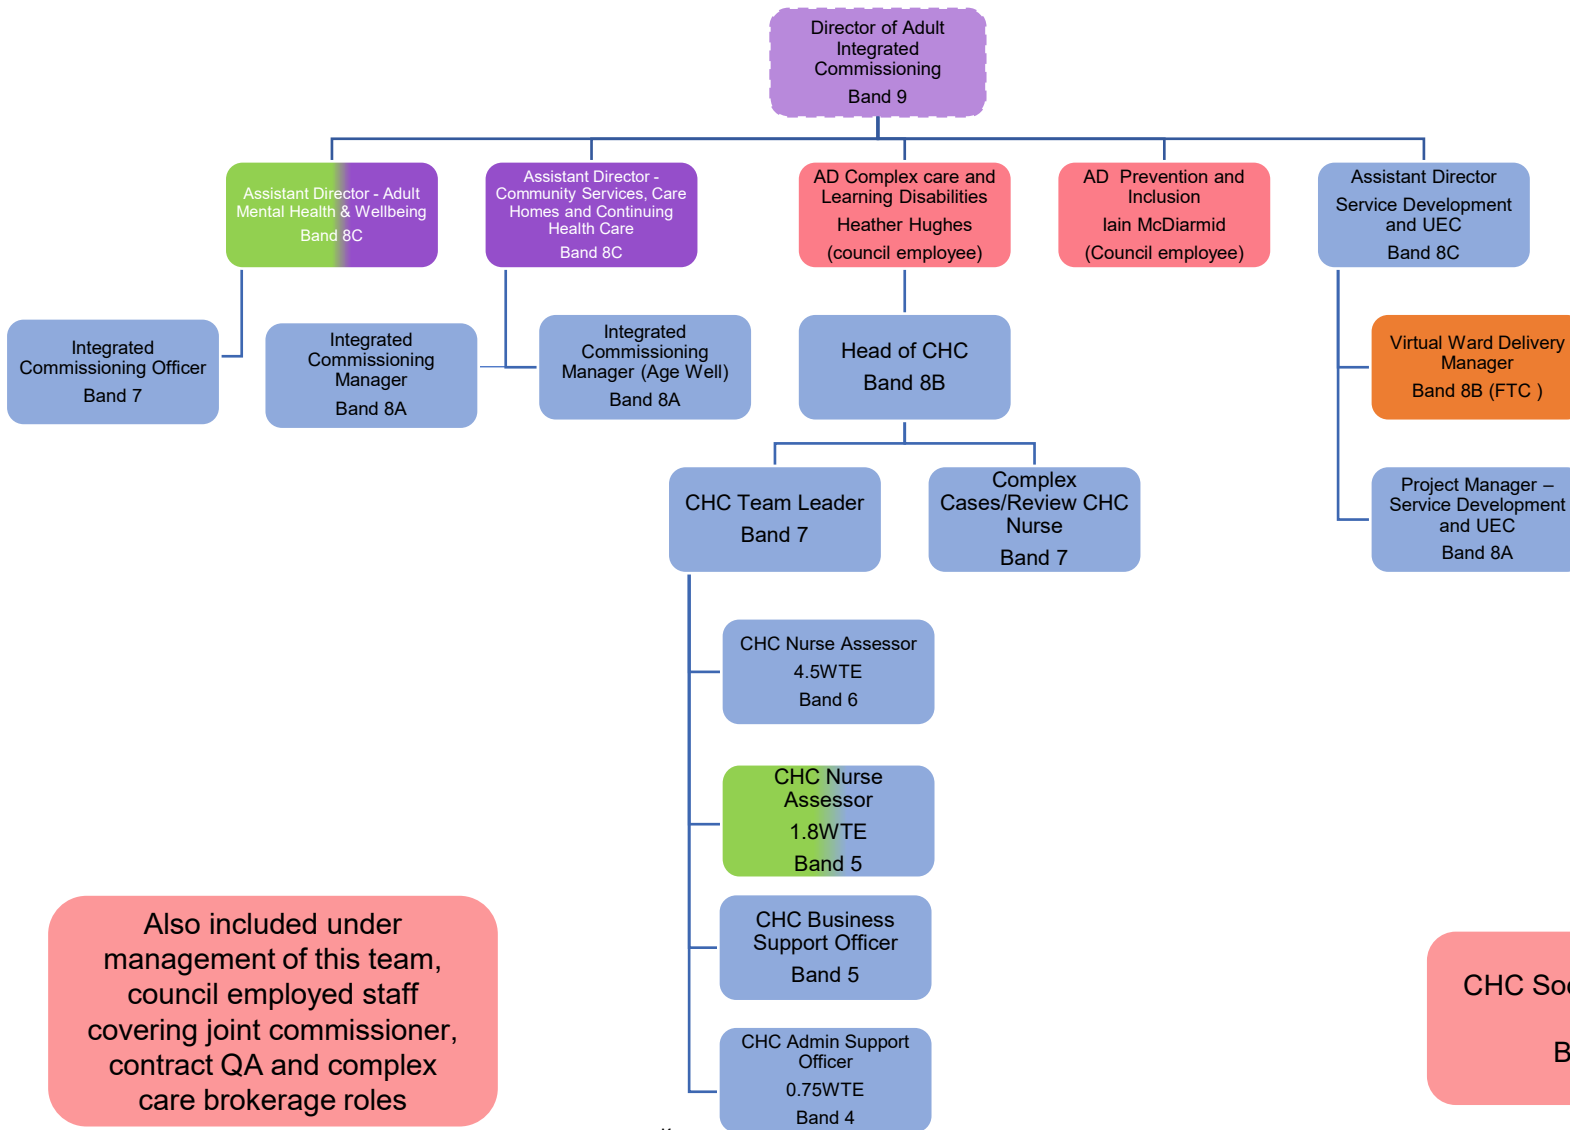 Director of Adult
Integrated
Commissioning
Band 9
Assistant Director - Adult
Mental Health & Wellbeing
Band 8C
Assistant Director -
Community Services, Care
Homes and Continuing
Health Care
Band 8C
AD Complex care and
Learning Disabilities
Heather Hughes
(council employee)
AD Prevention and
Inclusion
Iain McDiarmid
(Council employee)
Assistant Director
Service Development
and UEC
Band 8C
Integrated
Commissioning Officer
Band 7
Integrated
Commissioning
Manager
Band 8A
Integrated
Commissioning
Manager (Age Well)
Band 8A
Head of CHC
Band 8B
Virtual Ward Delivery
Manager
Band 8B (FTC )
CHC Team Leader
Band 7
Complex
Cases/Review CHC
Nurse
Band 7
Project Manager –
Service Development
and UEC
Band 8A
CHC Nurse Assessor
4.5WTE
Band 6
CHC Nurse
Assessor
1.8WTE
Band 5
CHC Business
Support Officer
Band 5
CHC Admin Support
Officer
0.75WTE
Band 4
Also included under
management of this team,
council employed staff
covering joint commissioner,
contract QA and complex
care brokerage roles
CHC